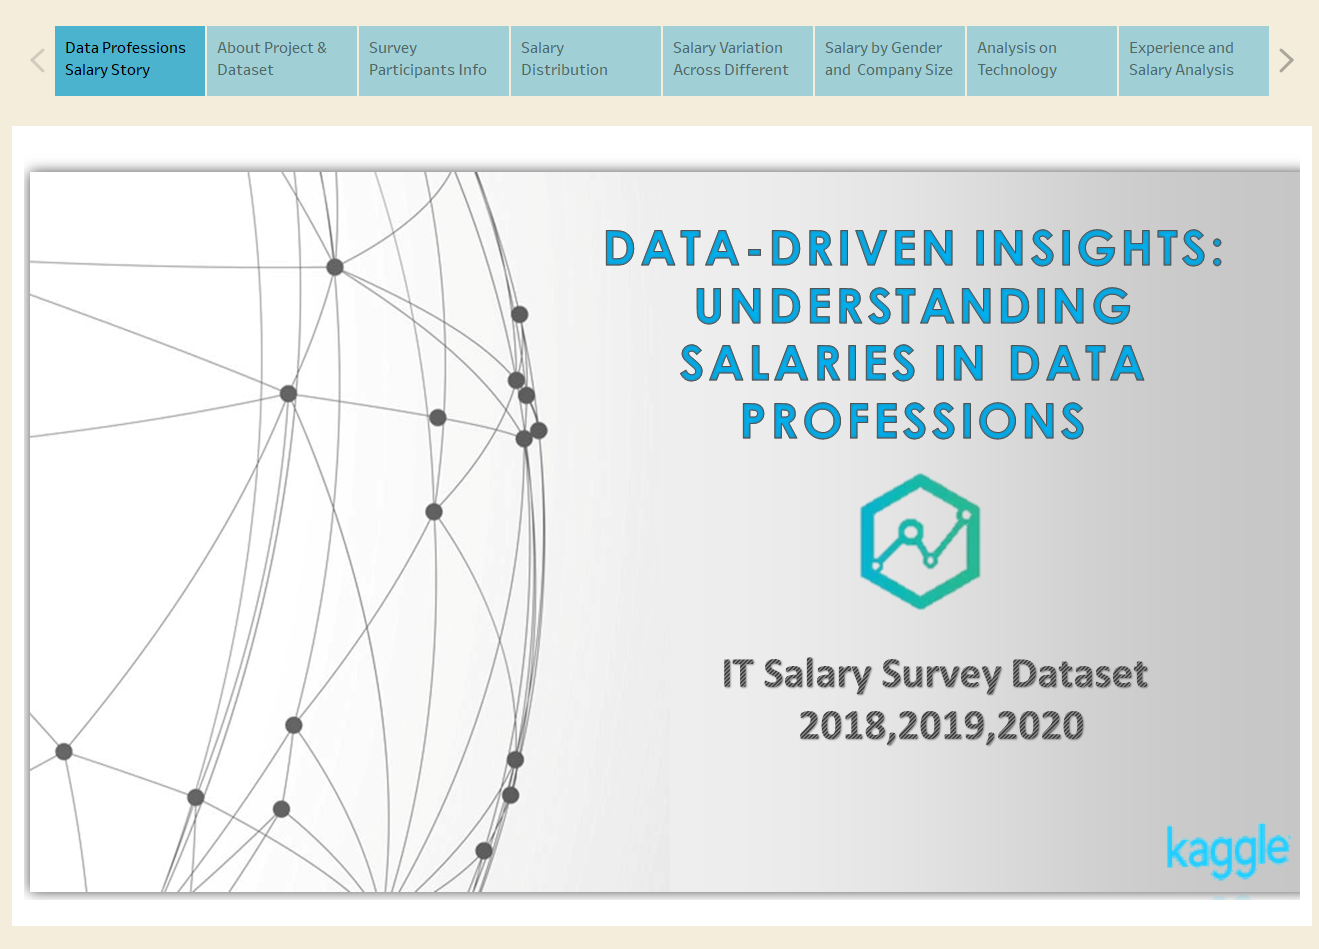 Data Professions
Salary Story
About Project &
Dataset
Survey
Participants Info
Salary
Distribution
Salary Variation
Across Different
Salary by Gender
and Company Size
Analysis on
Technology
Experience and
Salary Analysis
DATA-DRIVEN INSIGHTS:
UNDERSTANDING
SALARIES IN DATA
PROFESSIONS
IT Salary Survey Dataset
2018,2019,2020
kaggle